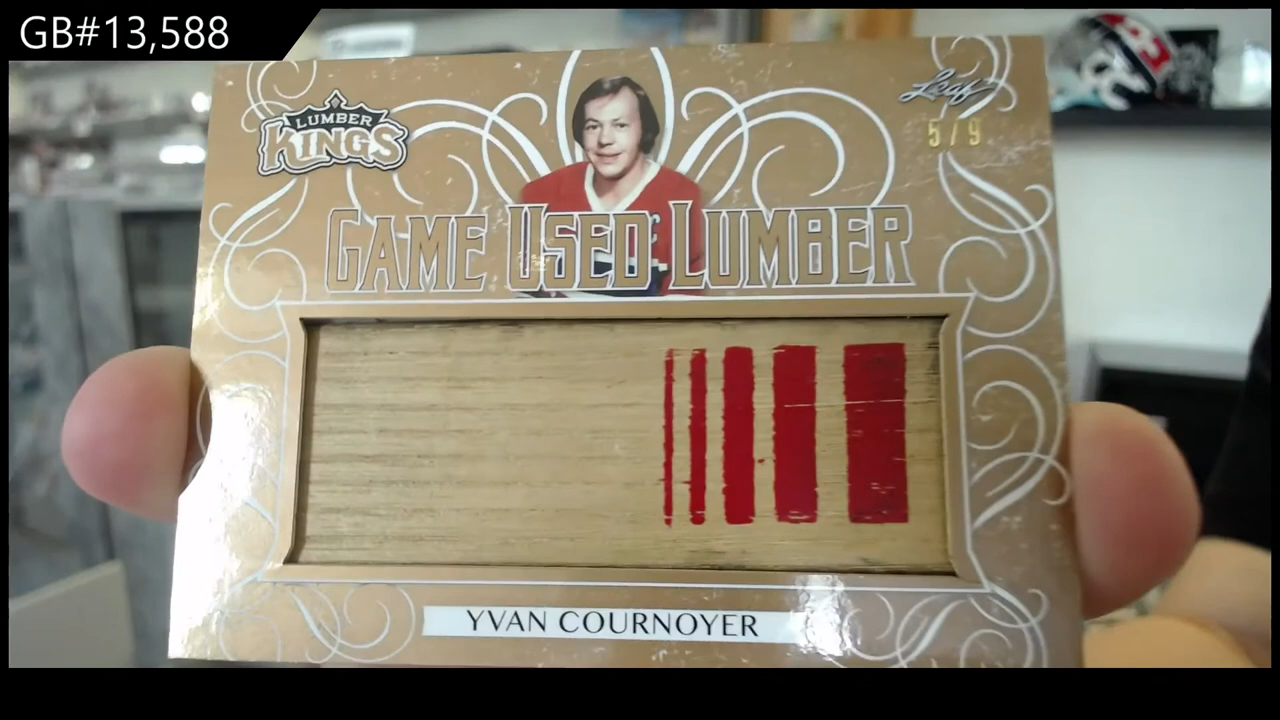 GB#13,588
LUMBER
KINGS
Leaf
5/9
GAME USED LUMBER
YVAN COURNOYER